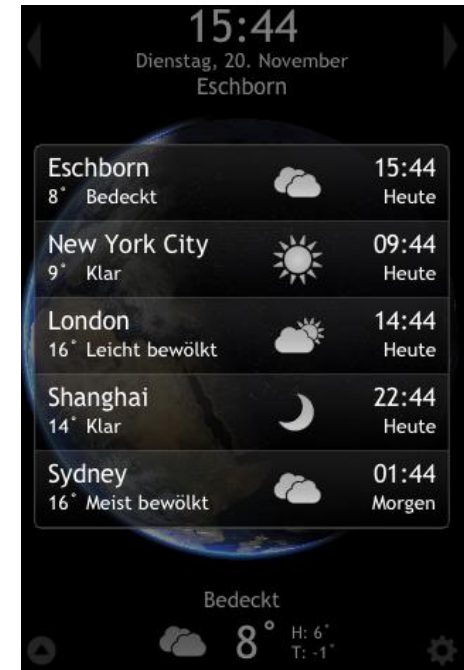 15:44
Dienstag, 20. November
Eschborn
Eschborn 15:44
8° Bedeckt Heute
New York City 09:44
9° Klar Heute
London 14:44
16° Leicht bewölkt Heute
Shanghai 22:44
14° Klar Heute
Sydney 01:44
16° Meist bewölkt Morgen
Bedeckt
8° H: 6°
T: -1°